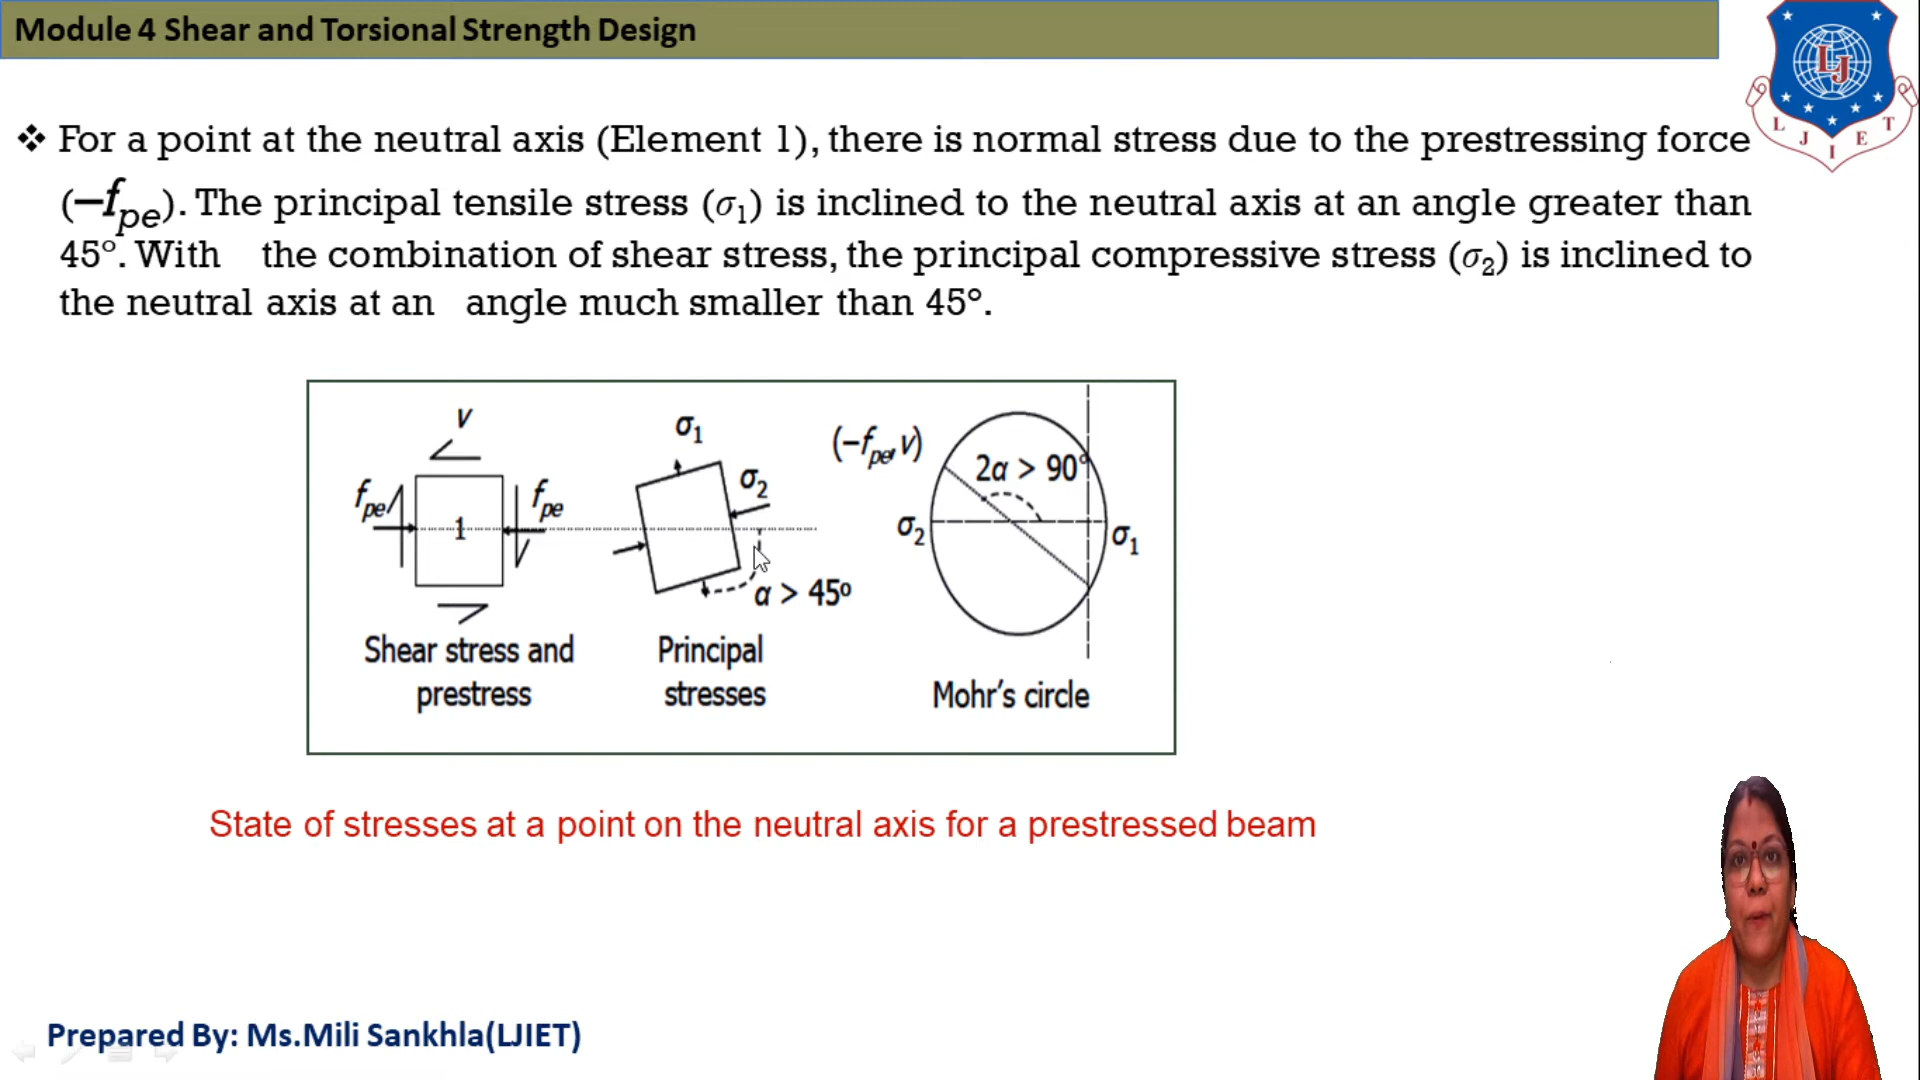 Module 4 Shear and Torsional Strength Design
LJ
L J I E T
❖ For a point at the neutral axis (Element 1), there is normal stress due to the prestressing force
(–fpe). The principal tensile stress (σ1) is inclined to the neutral axis at an angle greater than
45°. With the combination of shear stress, the principal compressive stress (σ2) is inclined to
the neutral axis at an angle much smaller than 45°.
v
fpe
1
fpe
Shear stress and
prestress
σ1
σ2
α > 45º
Principal
stresses
(–fpe, v)
2α > 90°
σ2
σ1
Mohr's circle
State of stresses at a point on the neutral axis for a prestressed beam
Prepared By: Ms.Mili Sankhla(LJIET)